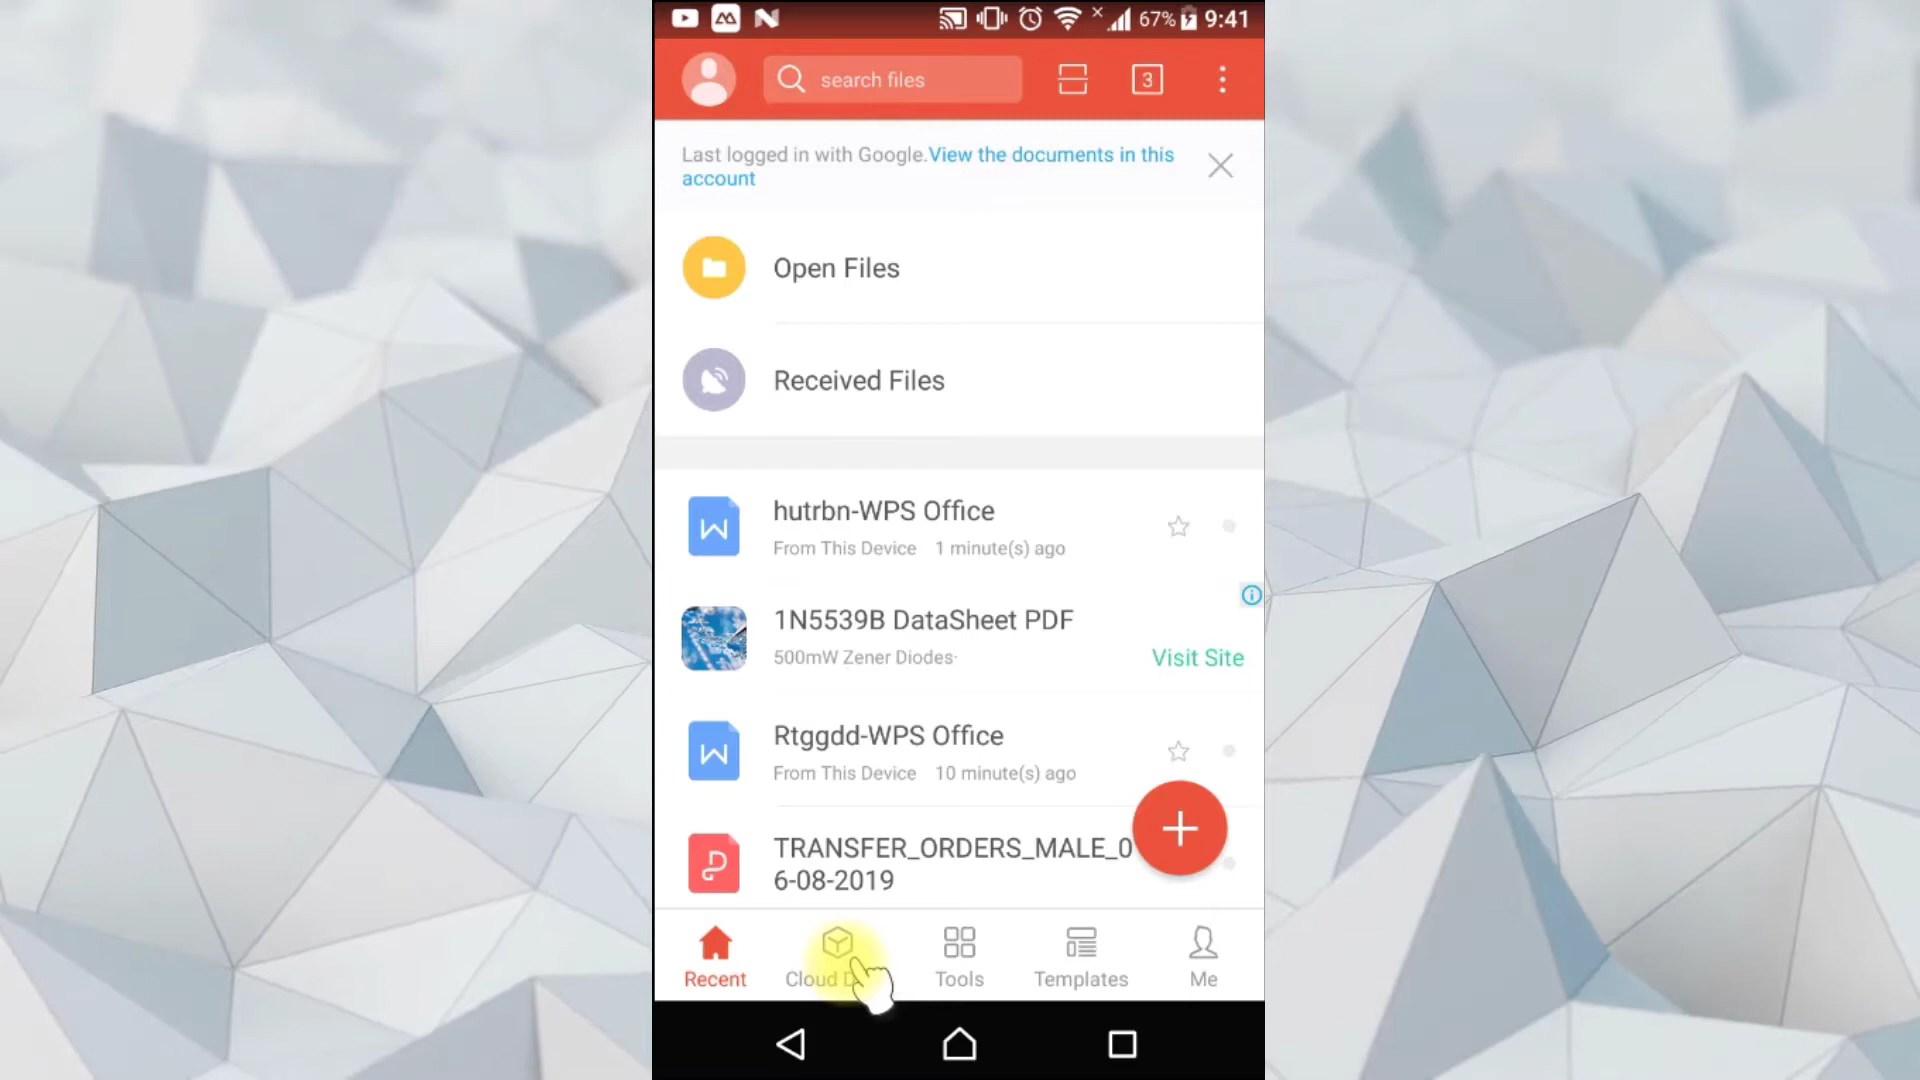 67% 9:41
search files
3
Last logged in with Google.View the documents in this
account
Open Files
Received Files
hutrbn-WPS Office
From This Device 1 minute(s) ago
1N5539B DataSheet PDF
500mW Zener Diodes·
Visit Site
Rtggdd-WPS Office
From This Device 10 minute(s) ago
TRANSFER_ORDERS_MALE_0
6-08-2019
Recent
Cloud
Tools
Templates
Me